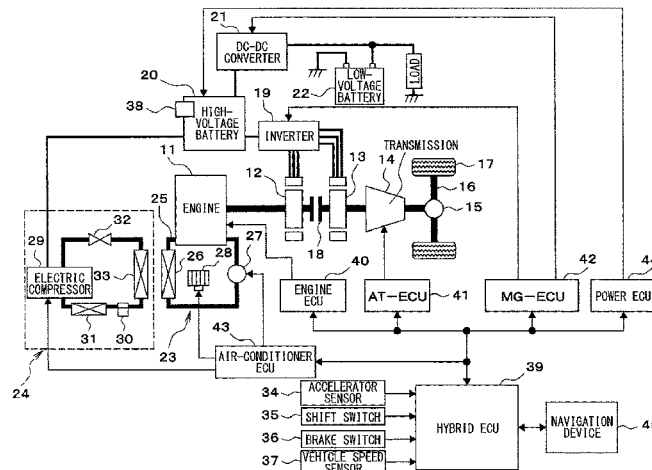 21
DC-DC
CONVERTER
20
38
HIGH-
VOLTAGE
BATTERY
19
INVERTER
22
LOW-
VOLTAGE
BATTERY
LOAD
11
ENGINE
12
13
14
TRANSMISSION
17
16
15
18
25
32
29
ELECTRIC
COMPRESSOR
33
26
28
27
31
30
23
24
40
ENGINE
ECU
41
AT-ECU
42
MG-ECU
44
POWER ECU
43
AIR-CONDITIONER
ECU
39
HYBRID ECU
34
ACCELERATOR
SENSOR
35
SHIFT SWITCH
36
BRAKE SWITCH
37
VEHICLE SPEED
SENSOR
NAVIGATION
DEVICE